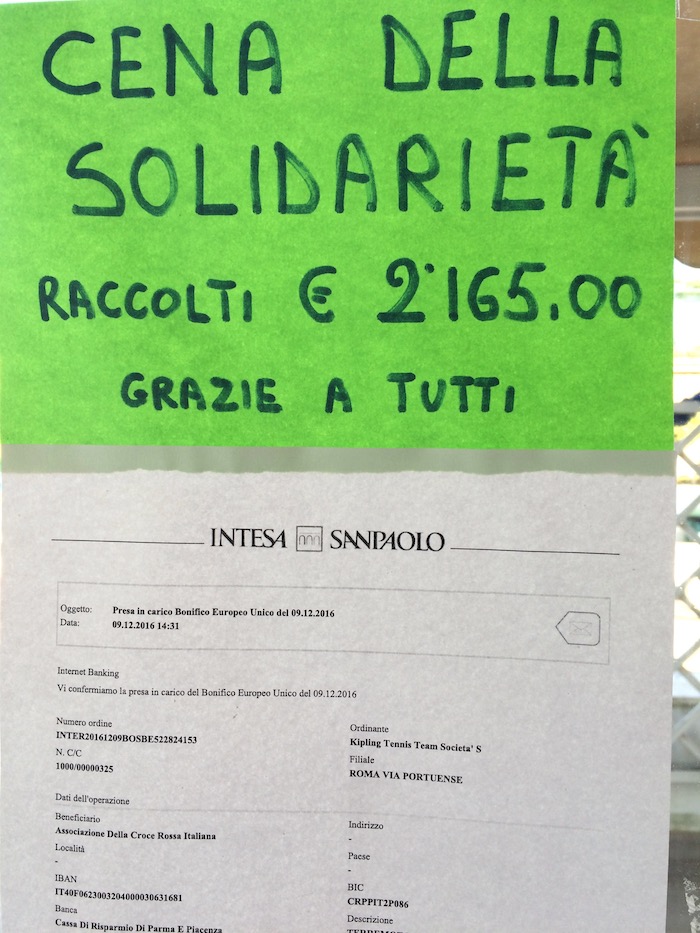 CENA DELLA
SOLIDARIETÀ
RACCOLTI € 2'165.00
GRAZIE A TUTTI
INTESA SANPAOLO
Oggetto: Presa in carico Bonifico Europeo Unico del 09.12.2016
Data: 09.12.2016 14:31
Internet Banking
Vi confermiamo la presa in carico del Bonifico Europeo Unico del 09.12.2016
Numero ordine
INTER20161209BOSBE522824153
N. C/C
1000/00000325
Ordinante
Kipling Tennis Team Societa' S
Filiale
ROMA VIA PORTUENSE
Dati dell'operazione
Beneficiario
Associazione Della Croce Rossa Italiana
Località
-
IBAN
IT40F0623003204000030631681
Banca
Cassa Di Risparmio Di Parma E Piacenza
Indirizzo
-
Paese
-
BIC
CRPPIT2P086
Descrizione